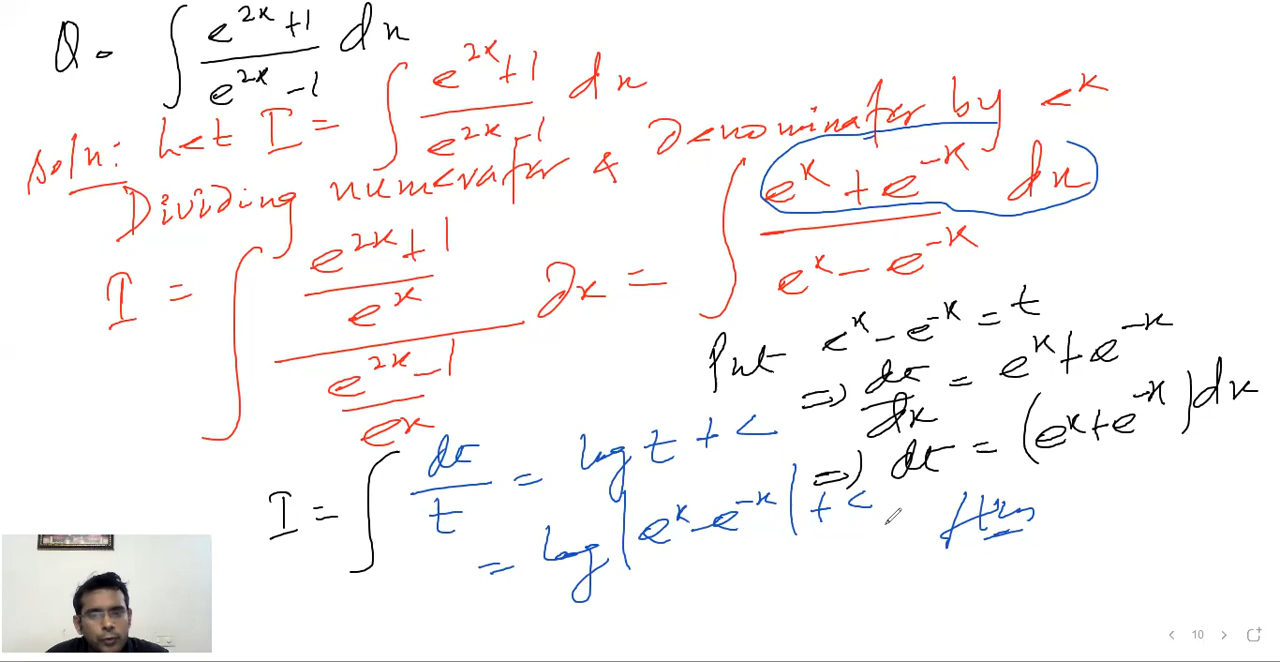 Q- ∫ (e^{2x}+1)/(e^{2x}-1) dx
Soln: Let I = ∫ (e^{2x}+1)/(e^{2x}-1) dx
Dividing numerator & Denominator by e^x
I = ∫ ((e^{2x}+1)/e^x)/((e^{2x}-1)/e^x) dx = ∫ (e^x + e^{-x})/(e^x - e^{-x}) dx
Put e^x - e^{-x} = t
=> dt/dx = e^x + e^{-x}
=> dt = (e^x + e^{-x}) dx
I = ∫ dt/t = log t + c
= log |e^x - e^{-x}| + c Ans
10